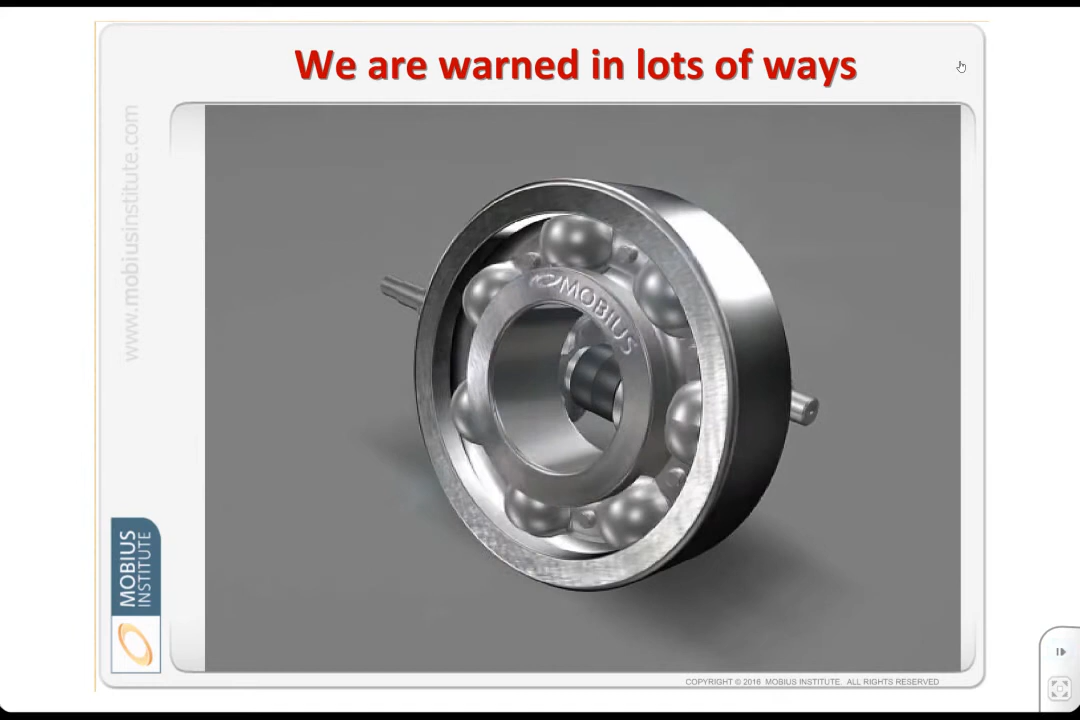 We are warned in lots of ways
www.mobiusinstitute.com
MOBIUS
MOBIUS
INSTITUTE
COPYRIGHT © 2016 MOBIUS INSTITUTE. ALL RIGHTS RESERVED